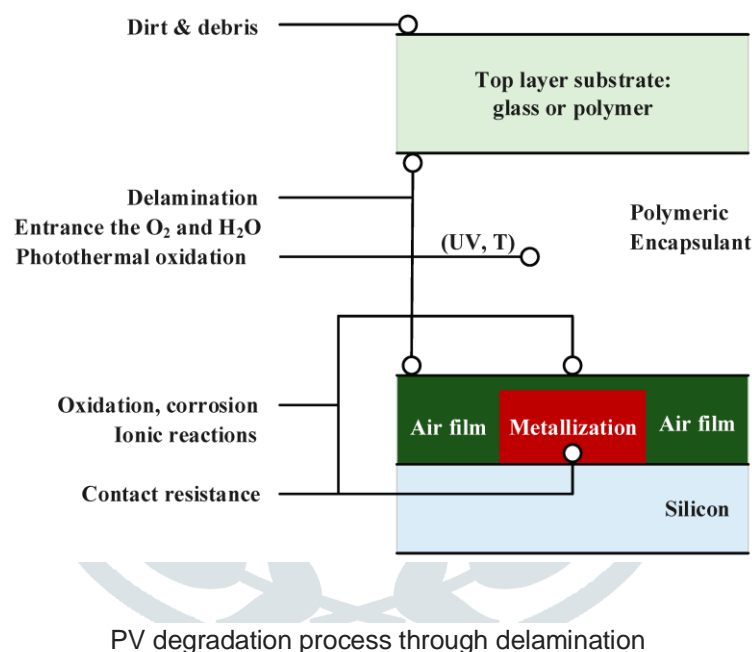 Dirt & debris
Top layer substrate:
glass or polymer
Delamination
Entrance the O₂ and H₂O
Photothermal oxidation
(UV, T)
Polymeric
Encapsulant
Oxidation, corrosion
Ionic reactions
Air film
Metallization
Air film
Contact resistance
Silicon
PV degradation process through delamination